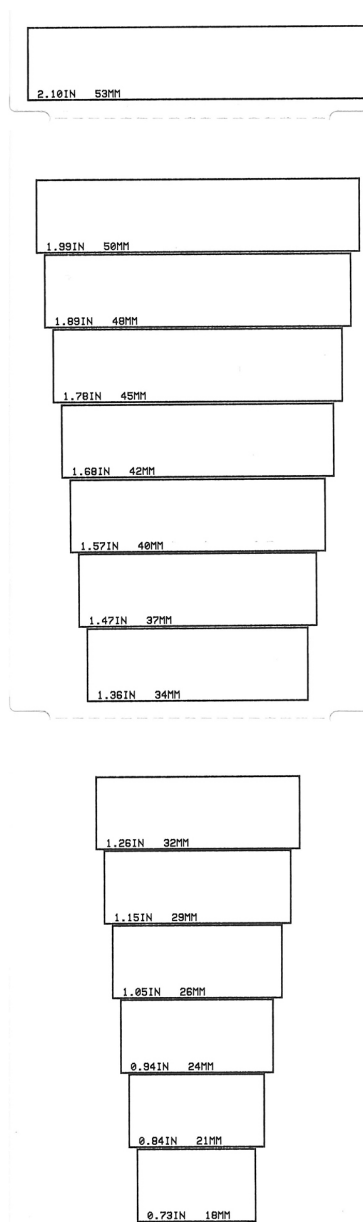 2.10IN 53MM
1.99IN 50MM
1.89IN 48MM
1.78IN 45MM
1.68IN 42MM
1.57IN 40MM
1.47IN 37MM
1.36IN 34MM
1.26IN 32MM
1.15IN 29MM
1.05IN 26MM
0.94IN 24MM
0.84IN 21MM
0.73IN 18MM